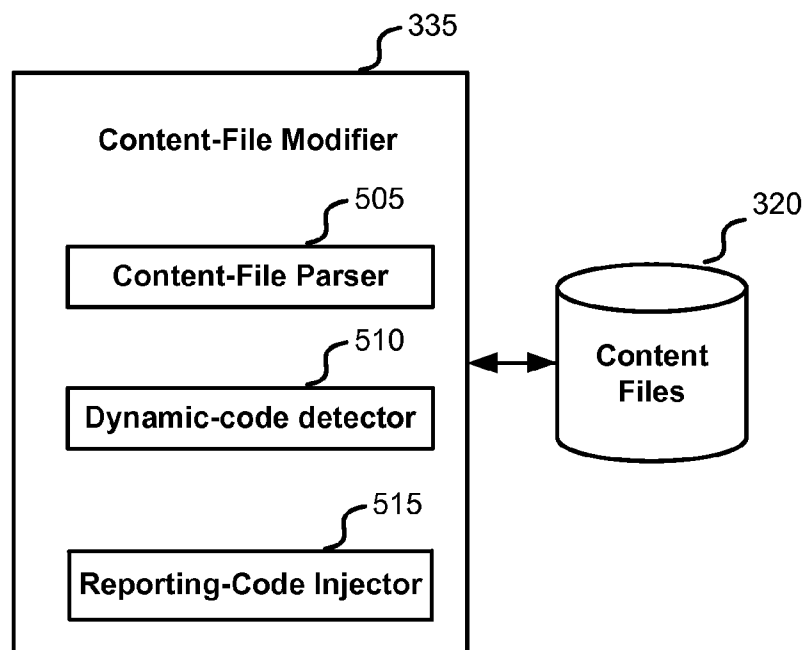 335
Content-File Modifier
505
Content-File Parser
510
Dynamic-code detector
515
Reporting-Code Injector
320
Content
Files